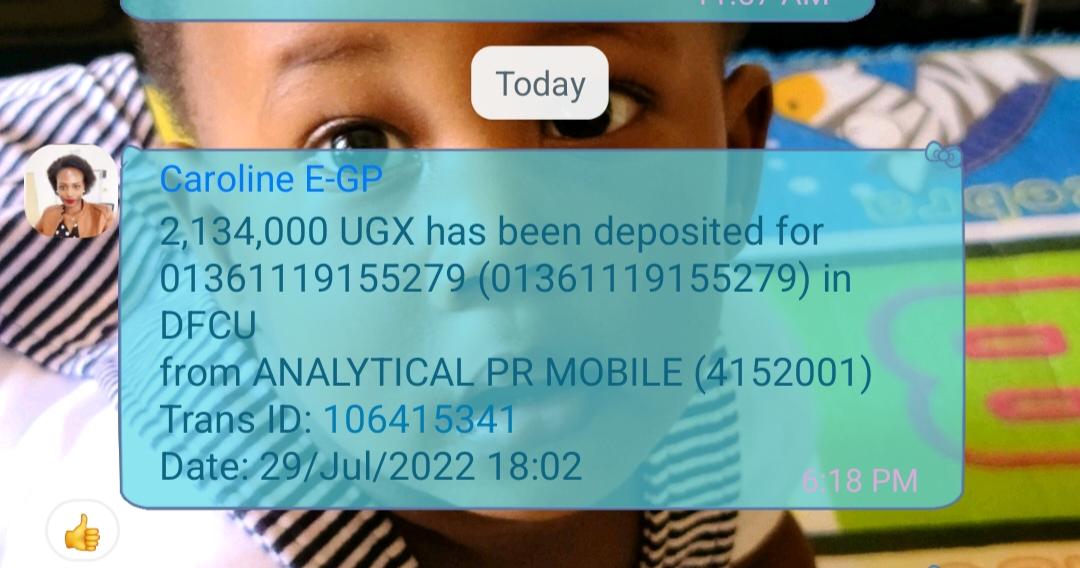 Today
Caroline E-GP
2,134,000 UGX has been deposited for
01361119155279 (01361119155279) in
DFCU
from ANALYTICAL PR MOBILE (4152001)
Trans ID: 106415341
Date: 29/Jul/2022 18:02
6:18 PM